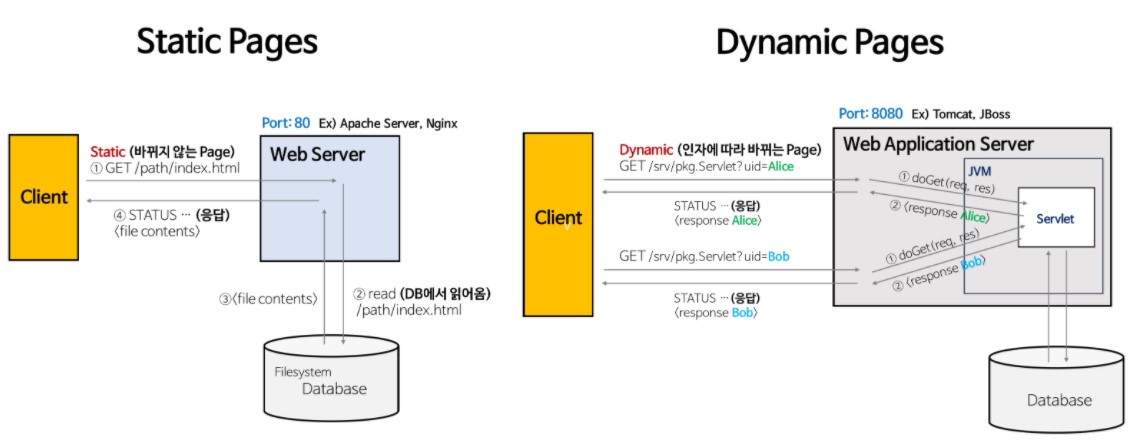 Static Pages
Port: 80 Ex) Apache Server, Nginx
Client
Static (바뀌지 않는 Page)
① GET /path/index.html
④ STATUS ··· (응답)
⟨file contents⟩
Web Server
③⟨file contents⟩
② read (DB에서 읽어옴)
/path/index.html
Filesystem
Database
Dynamic Pages
Port: 8080 Ex) Tomcat, JBoss
Client
Dynamic (인자에 따라 바뀌는 Page)
GET /srv/pkg.Servlet?uid=Alice
STATUS ··· (응답)
⟨response Alice⟩
GET /srv/pkg.Servlet?uid=Bob
STATUS ··· (응답)
⟨response Bob⟩
Web Application Server
JVM
① doGet(req, res)
② ⟨response Alice⟩
① doGet(req, res)
② ⟨response Bob⟩
Servlet
Database